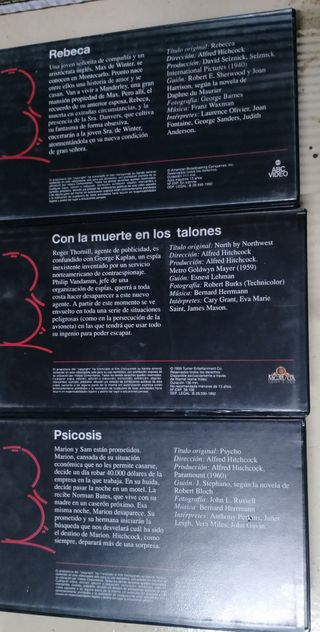 Rebeca
Una joven señorita de compañía y un
aristócrata inglés, Max de Winter, se
conocen en Montecarlo. Pronto nace
entre ellos una historia de amor y se
casan. Van a vivir a Manderley, una gran
mansión propiedad de Max. Pero allí, el
recuerdo de su anterior esposa, Rebeca,
muerta en extrañas circunstancias, y la
presencia de la Sra. Danvers, que cultiva
su fantasma de forma obsesiva,
encerrarán a la joven Sra. de Winter,
atormentándola en su nueva condición
de gran señora.
Título original: Rebecca
Dirección: Alfred Hitchcock
Producción: David Selznick, Selznick
International Pictures (1940)
Guión: Robert E. Sherwood y Joan
Harrison, según la novela de
Daphne du Maurier
Fotografía: George Barnes
Música: Franz Waxman
Intérpretes: Laurence Olivier, Joan
Fontaine, George Sanders, Judith
Anderson.
abc
ABC
VIDEO
Con la muerte en los talones
Roger Thornill, agente de publicidad, es
confundido con George Kaplan, un espía
inexistente inventado por un servicio
norteamericano de contraespionaje.
Philip Vandamm, jefe de una
organización de espías, querrá a toda
costa hacer desaparecer a este nuevo
agente. A partir de este momento se ve
envuelto en toda una serie de situaciones
peligrosas (como en la persecución de la
avioneta) en las que tendrá que usar todo
su ingenio para escapar.
Título original: North by Northwest
Dirección: Alfred Hitchcock
Producción: Alfred Hitchcock.
Metro Goldwyn Mayer (1959)
Guión: Esnest Lehman
Fotografía: Robert Burks (Technicolor)
Música: Bernard Herrmann
Intérpretes: Cary Grant, Eva Marie
Saint, James Mason.
MGM/UA
Psicosis
Marion y Sam están prometidos.
Marion, cansada de su situación
económica que no les permite casarse,
decide un día robar 40.000 dólares de la
empresa en la que trabaja. En su huida,
decide pasar la noche en un motel. La
recibe Norman Bates, que vive con su
madre en un caserón próximo. Esa
misma noche, Marion desaparece. Su
prometido y su hermana iniciarán la
búsqueda que nos desvelará cuál ha sido
el destino de Marion. Hitchcock, como
siempre, deparará más de una sorpresa.
Título original: Psycho
Dirección: Alfred Hitchcock
Producción: Alfred Hitchcock,
Paramount (1960)
Guión: J. Stephano, según la novela de
Robert Bloch
Fotografía: John L. Russell
Música: Bernard Herrmann
Intérpretes: Anthony Perkins, Janet
Leigh, Vera Miles, John Gavin.